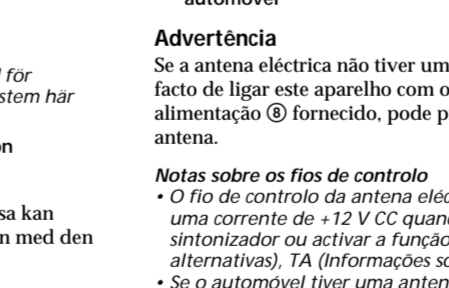 för
stem här
sa kan
n med den
automóvel
Advertência
Se a antena eléctrica não tiver um
facto de ligar este aparelho com o
alimentação ⑧ fornecido, pode p
antena.
Notas sobre os fios de controlo
• O fio de controlo da antena eléc
uma corrente de +12 V CC quan
sintonizador ou activar a função
alternativas), TA (Informações so
• Se o automóvel tiver uma anten